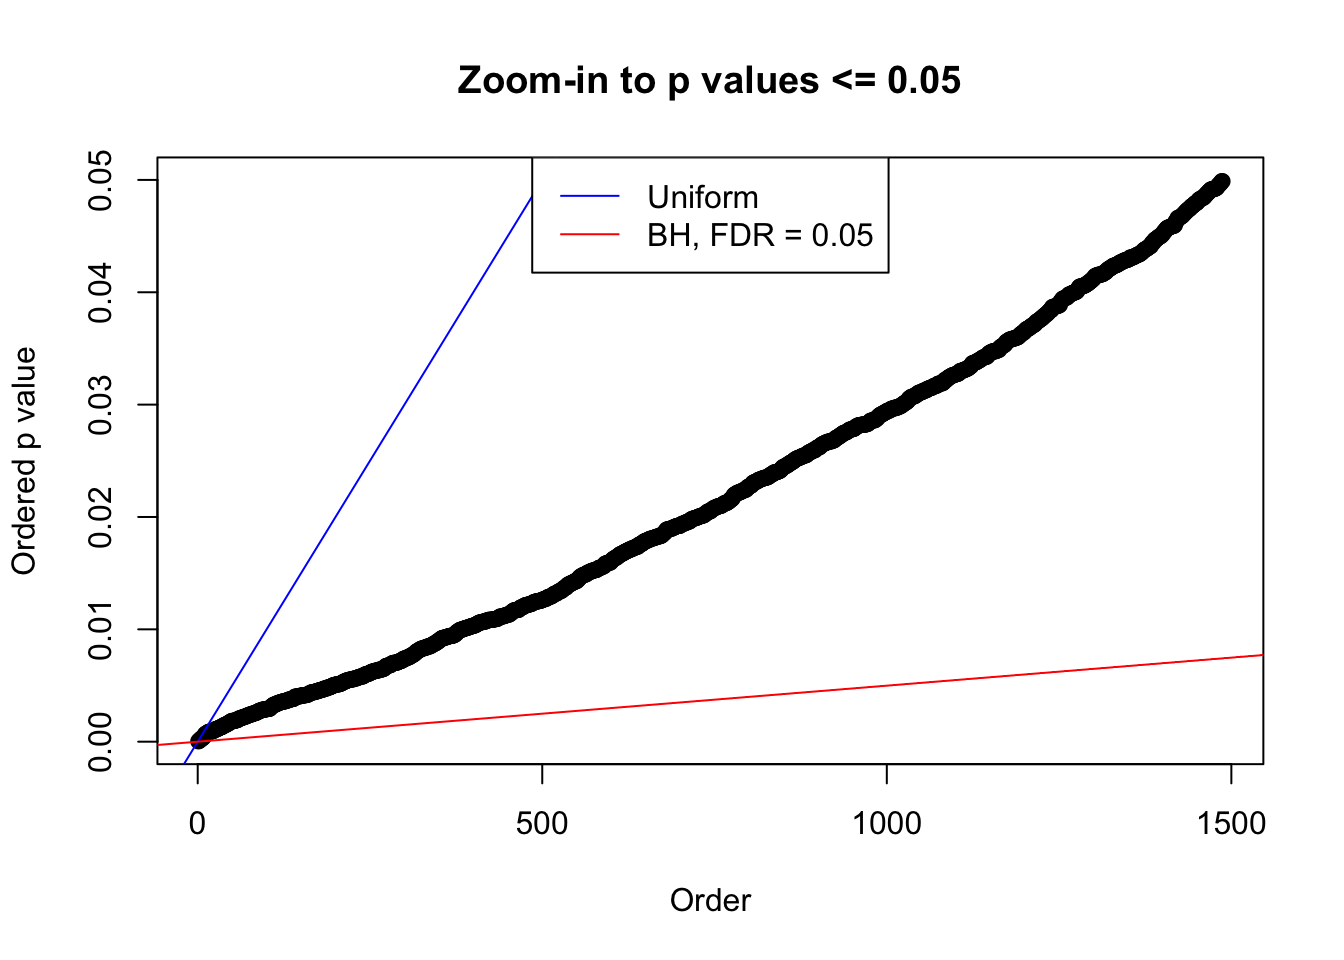 Zoom-in to p values <= 0.05
Uniform
BH, FDR = 0.05
Ordered p value
0.05
0.04
0.03
0.02
0.01
0.00
0 500 1000 1500
Order